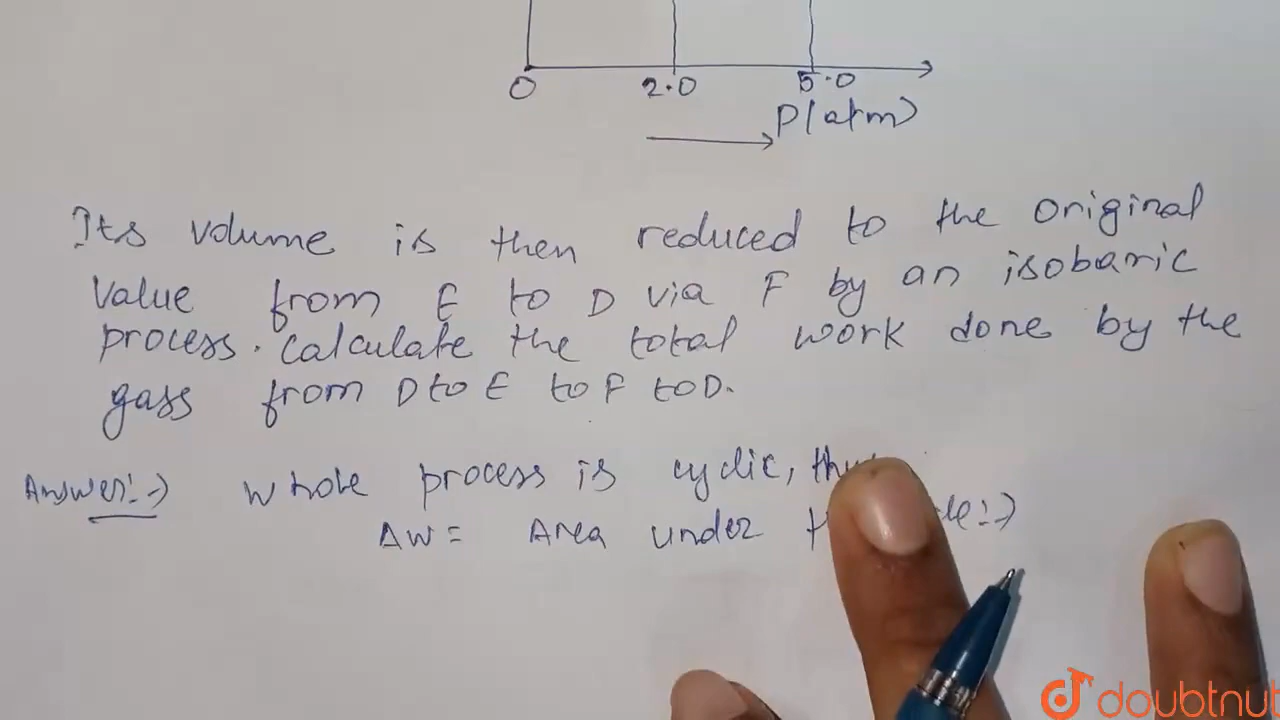 0 2.0 5.0
P(atm)
Its volume is then reduced to the original
value from E to D via F by an isobaric
process. Calculate the total work done by the
gass from D to E to F to D.
Answer:-) Whole process is cyclic,
ΔW = Area under
doubtnut